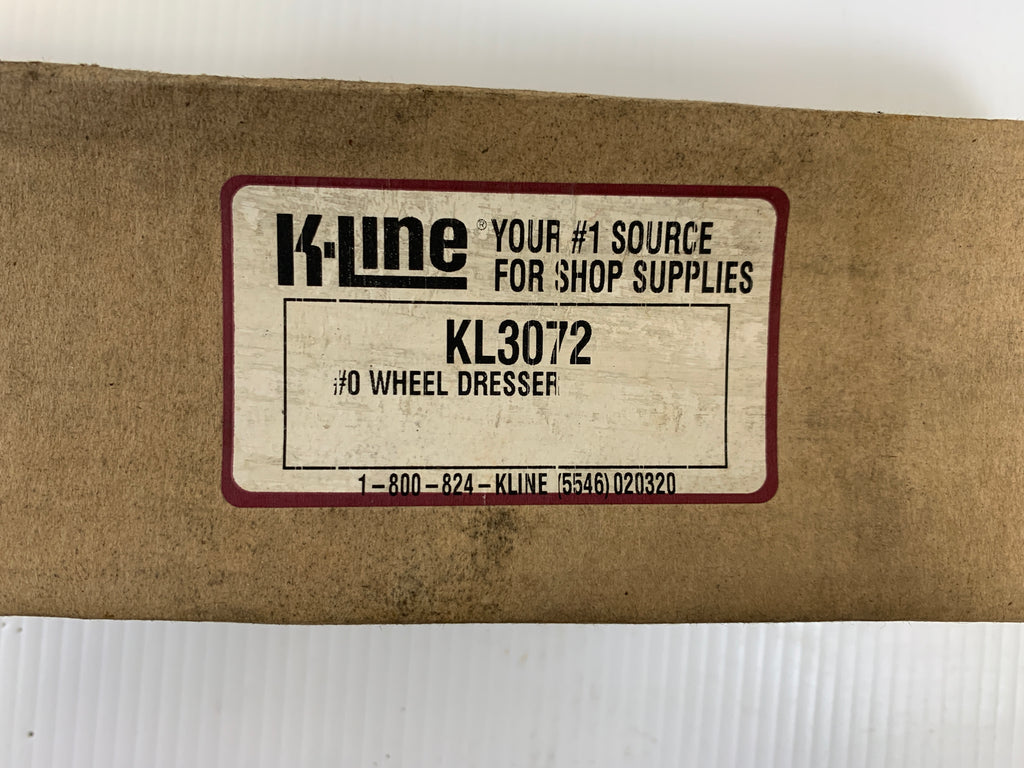 K-Line® YOUR #1 SOURCE
FOR SHOP SUPPLIES
KL3072
#0 WHEEL DRESSER
1-800-824-KLINE (5546) 020320